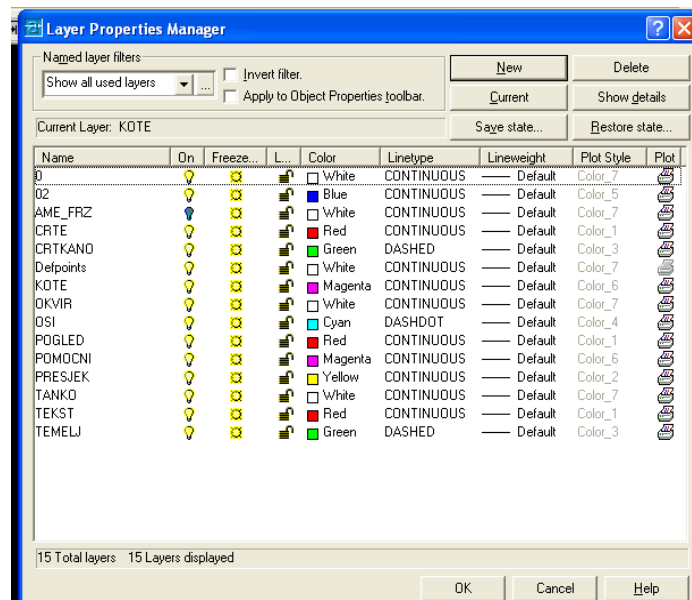 Layer Properties Manager
Named layer filters
Show all used layers ...
Invert filter.
Apply to Object Properties toolbar.
New Delete
Current Show details
Current Layer: KOTE
Save state... Restore state...
Name On Freeze... L... Color Linetype Lineweight Plot Style Plot
0 White CONTINUOUS Default Color_7
02 Blue CONTINUOUS Default Color_5
AME_FRZ White CONTINUOUS Default Color_7
CRTE Red CONTINUOUS Default Color_1
CRTKANO Green DASHED Default Color_3
Defpoints White CONTINUOUS Default Color_7
KOTE Magenta CONTINUOUS Default Color_6
OKVIR White CONTINUOUS Default Color_7
OSI Cyan DASHDOT Default Color_4
POGLED Red CONTINUOUS Default Color_1
POMOCNI Magenta CONTINUOUS Default Color_6
PRESJEK Yellow CONTINUOUS Default Color_2
TANKO White CONTINUOUS Default Color_7
TEKST Red CONTINUOUS Default Color_1
TEMELJ Green DASHED Default Color_3
15 Total layers 15 Layers displayed
OK Cancel Help